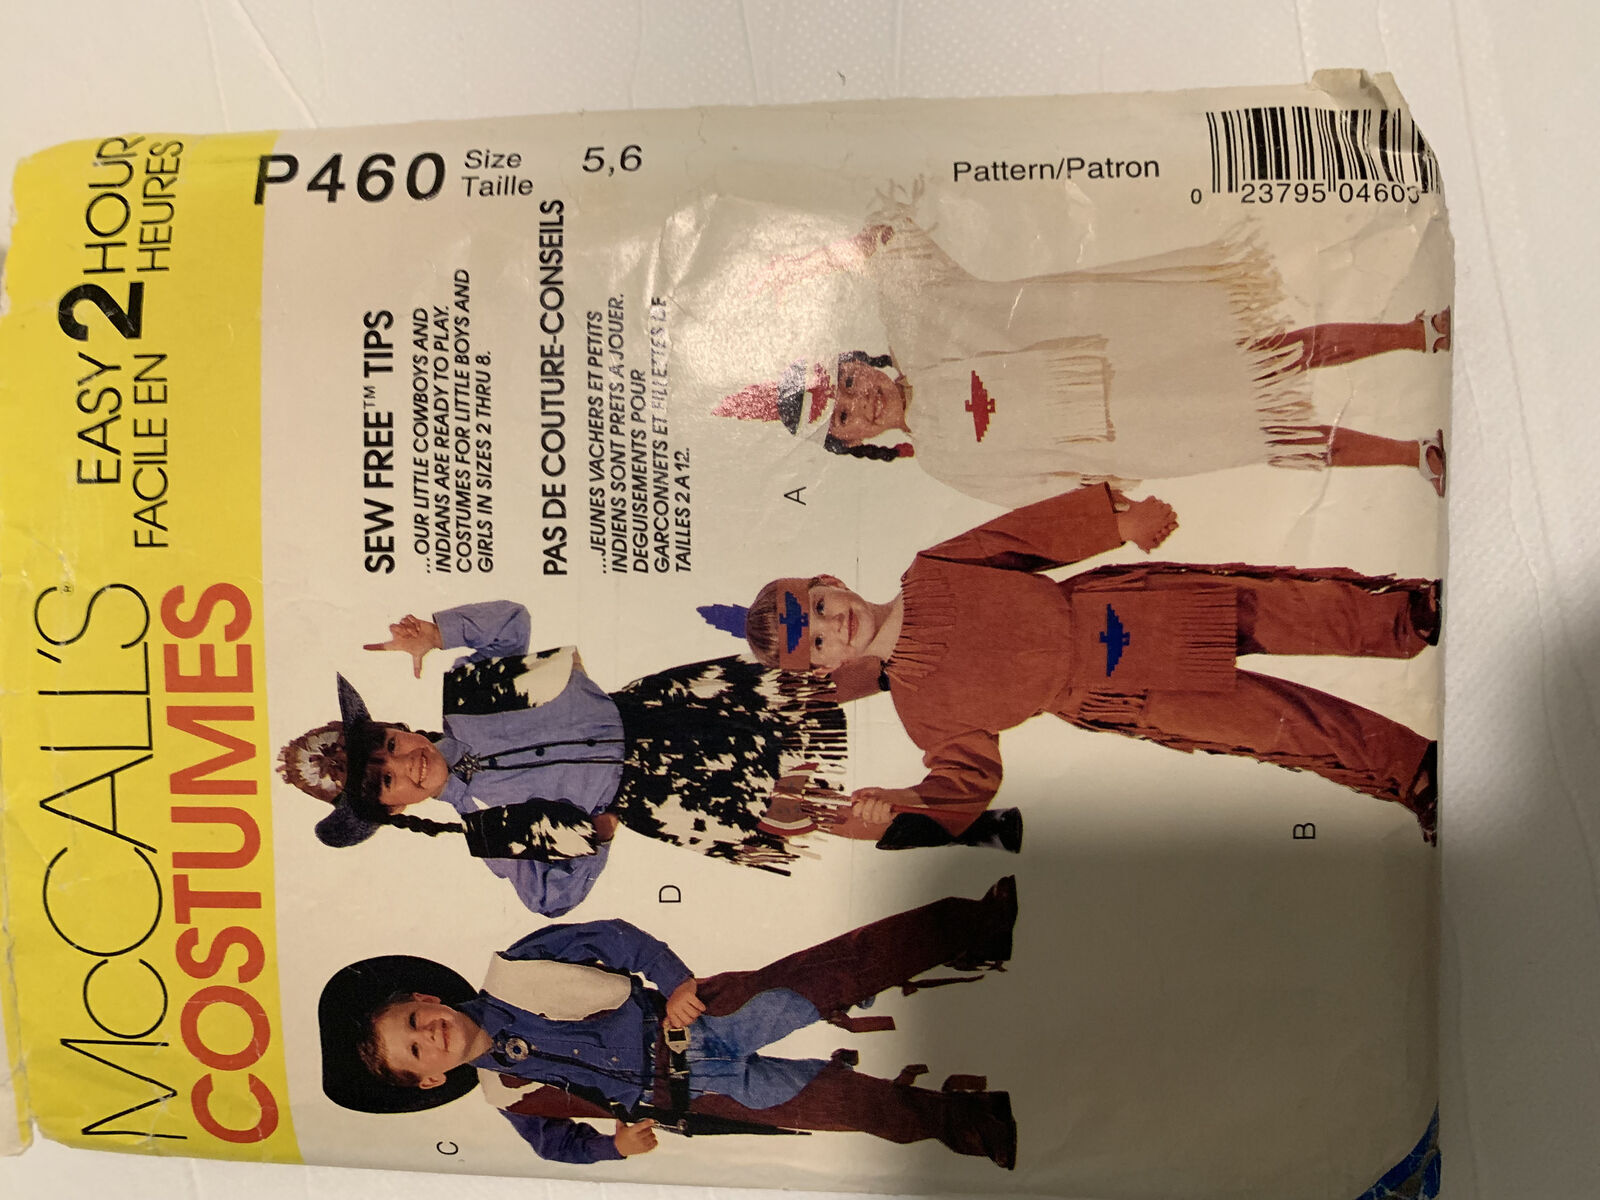 McCALL'S®
EASY 2 HOUR
FACILE EN HEURES
COSTUMES
P460
Size
Taille
5,6
Pattern/Patron
0 23795 0460
SEW FREE™ TIPS
...OUR LITTLE COWBOYS AND
INDIANS ARE READY TO PLAY.
COSTUMES FOR LITTLE BOYS AND
GIRLS IN SIZES 2 THRU 8.
PAS DE COUTURE-CONSEILS
...JEUNES VACHERS ET PETITS
INDIENS SONT PRETS A JOUER.
DEGUISEMENTS POUR
GARCONNETS ET FILLETTES DE
TAILLES 2 A 12.
A
D
B
C